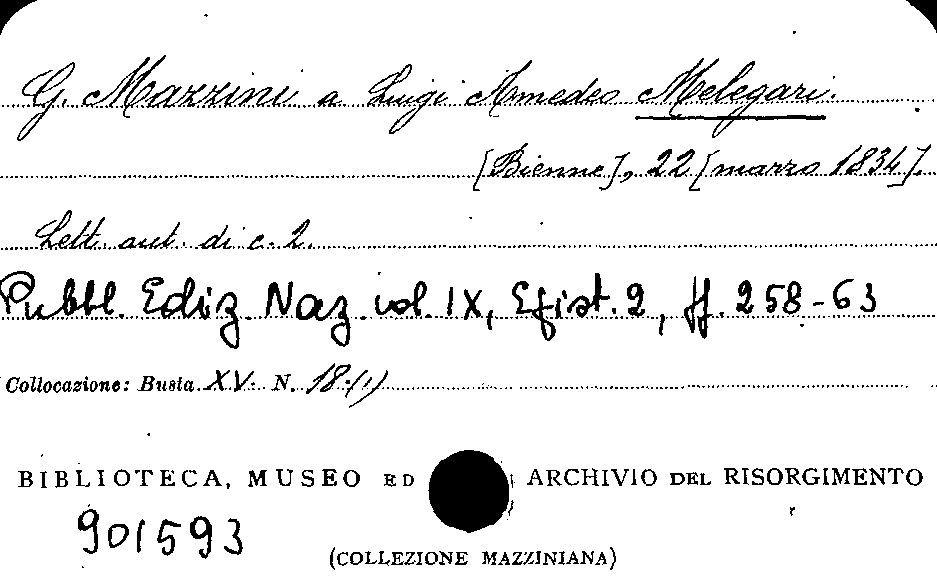 G. Mazzini a Luigi Amedeo Melegari.
[Bienne], 22 [marzo 1834].
Lett. aut. di c. 2.
Pubbl. Ediz. Naz. vol. IX, Epist. 2, pp. 258-63
Collocazione: Busta XV. N. 18.(1)
BIBLIOTECA, MUSEO ED ARCHIVIO DEL RISORGIMENTO
901593
(COLLEZIONE MAZZINIANA)